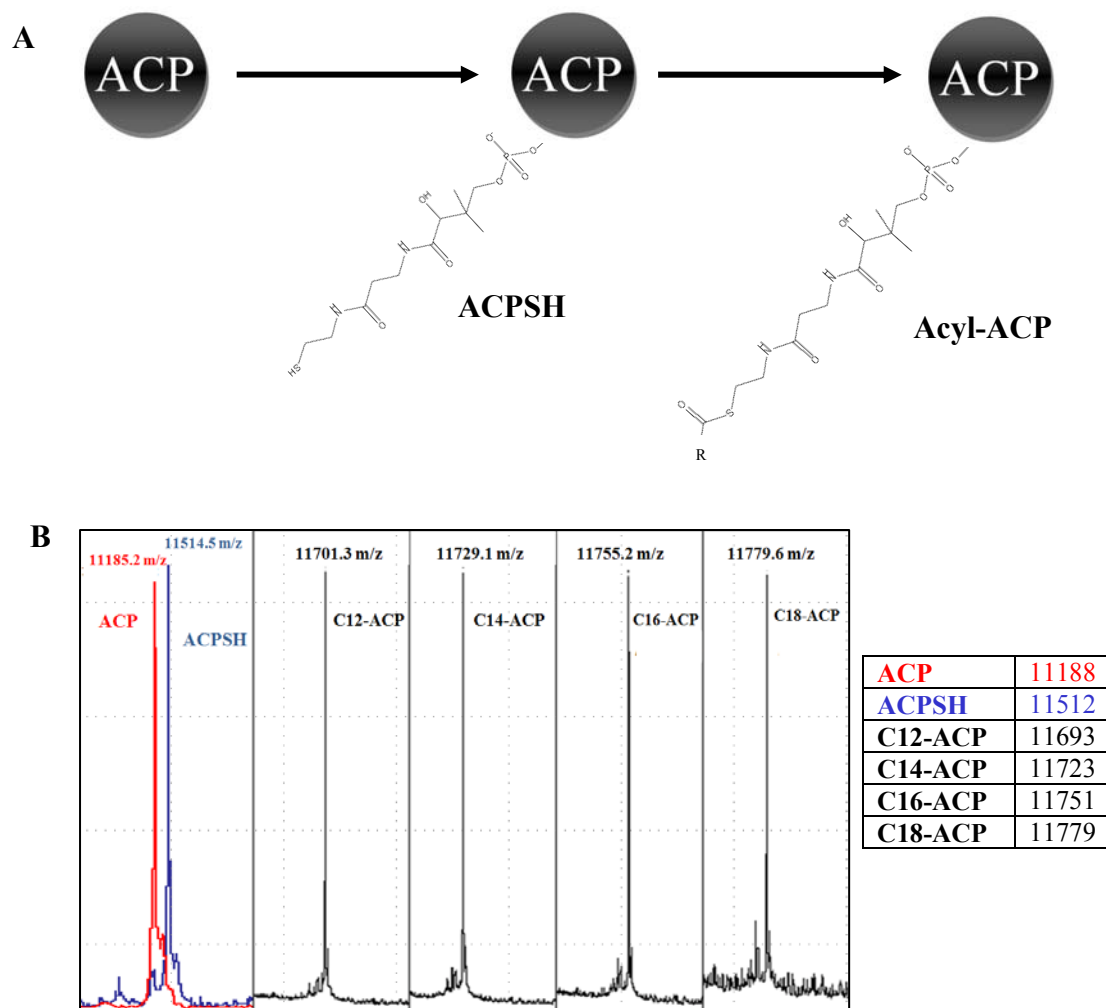 A
ACP
ACP
ACP
O⁻
P
O
O
O
OH
N
H
O
N
H
O
HS
ACPSH
O⁻
P
O
O
O
OH
N
H
O
N
H
O
S
O
R
Acyl-ACP
B
11185.2 m/z
11514.5 m/z
ACP
ACPSH
11701.3 m/z
C12-ACP
11729.1 m/z
C14-ACP
11755.2 m/z
C16-ACP
11779.6 m/z
C18-ACP
ACP 11188
ACPSH 11512
C12-ACP 11693
C14-ACP 11723
C16-ACP 11751
C18-ACP 11779